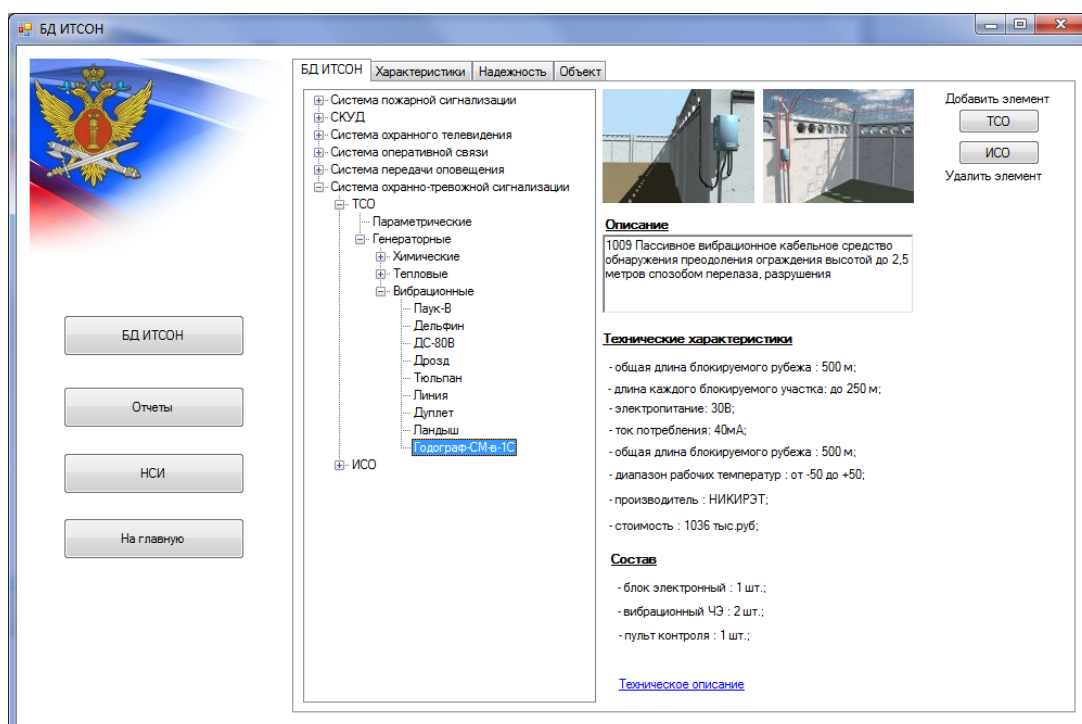 БД ИТСОН
БД ИТСОН
Характеристики
Надежность
Объект
Система пожарной сигнализации
СКУД
Система охранного телевидения
Система оперативной связи
Система передачи оповещения
Система охранно-тревожной сигнализации
ТСО
Параметрические
Генераторные
Химические
Тепловые
Вибрационные
Паук-В
Дельфин
ДС-80В
Дрозд
Тюльпан
Линия
Дуплет
Ландыш
Годограф-СМ-в-1С
ИСО
БД ИТСОН
Отчеты
НСИ
На главную
Описание
1009 Пассивное вибрационное кабельное средство
обнаружения преодоления ограждения высотой до 2,5
метров способом перелаза, разрушения
Технические характеристики
- общая длина блокируемого рубежа : 500 м;
- длина каждого блокируемого участка: до 250 м;
- электропитание: 30В;
- ток потребления: 40мА;
- общая длина блокируемого рубежа : 500 м;
- диапазон рабочих температур : от -50 до +50;
- производитель : НИКИРЭТ;
- стоимость : 1036 тыс.руб;
Состав
- блок электронный : 1 шт.;
- вибрационный ЧЭ : 2 шт.;
- пульт контроля : 1 шт.;
Техническое описание
Добавить элемент
ТСО
ИСО
Удалить элемент